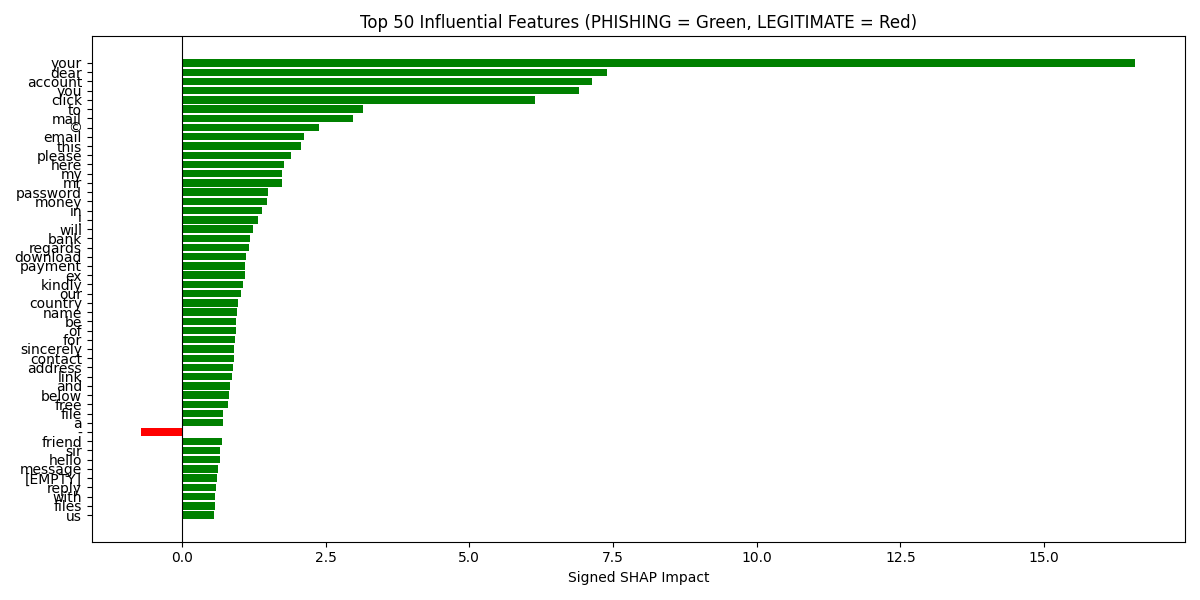 Top 50 Influential Features (PHISHING = Green, LEGITIMATE = Red)
your
dear
account
you
click
to
mail
©
email
this
please
here
my
mr
password
money
in
i
will
bank
regards
download
payment
ex
kindly
our
country
name
be
of
for
sincerely
contact
address
link
and
below
free
file
a
-
friend
sir
hello
message
[EMPTY]
reply
with
files
us
0.0 2.5 5.0 7.5 10.0 12.5 15.0
Signed SHAP Impact